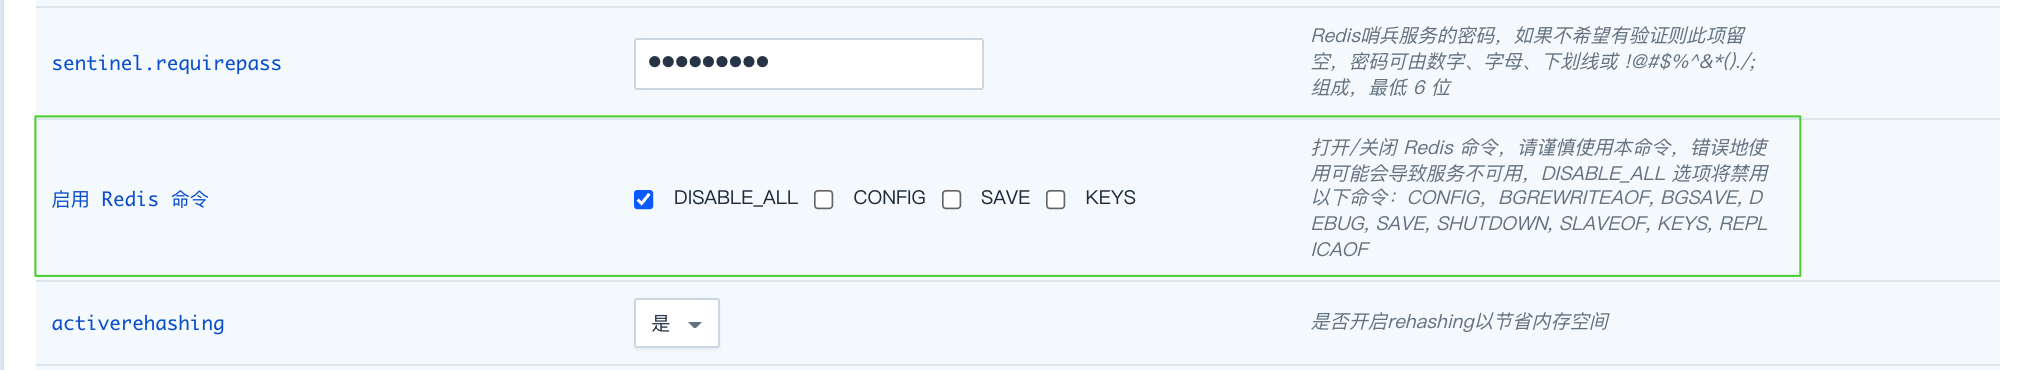 sentinel.requirepass
●●●●●●●●●
Redis哨兵服务的密码，如果不希望有验证则此项留
空，密码可由数字、字母、下划线或 !@#$%^&*()./;
组成，最低 6 位
启用 Redis 命令
DISABLE_ALL CONFIG SAVE KEYS
打开/关闭 Redis 命令，请谨慎使用本命令，错误地使
用可能会导致服务不可用，DISABLE_ALL 选项将禁用
以下命令：CONFIG，BGREWRITEAOF, BGSAVE, D
EBUG, SAVE, SHUTDOWN, SLAVEOF, KEYS, REPL
ICAOF
activerehashing
是
是否开启rehashing以节省内存空间